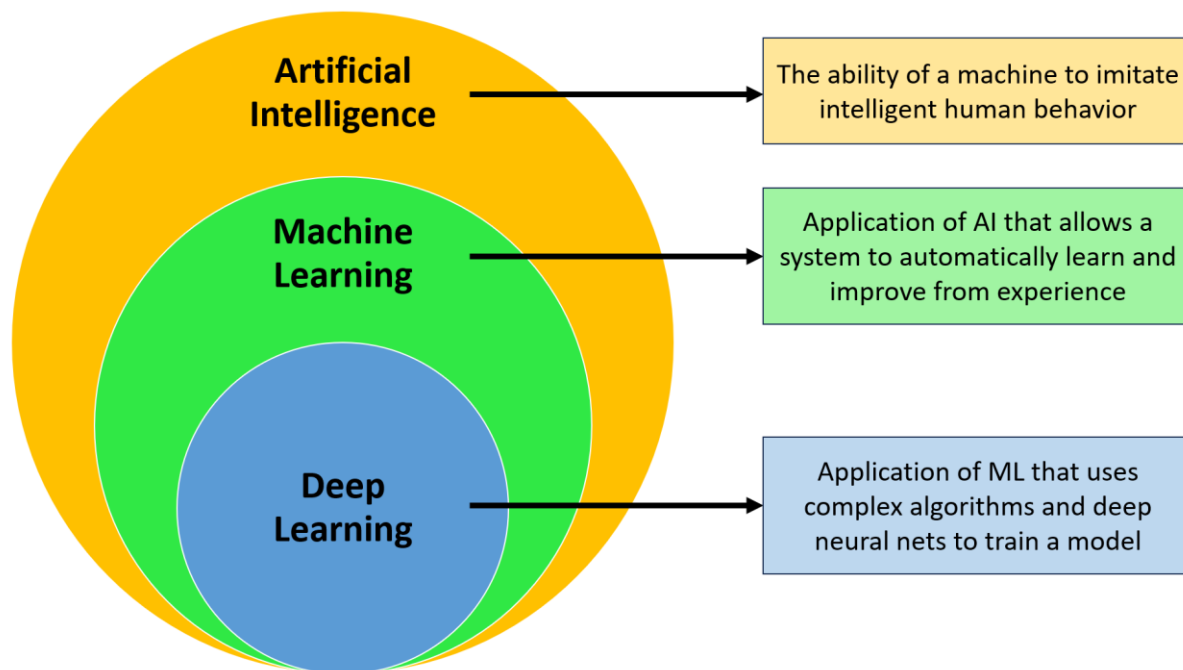 Artificial
Intelligence
The ability of a machine to imitate
intelligent human behavior
Machine
Learning
Application of AI that allows a
system to automatically learn and
improve from experience
Deep
Learning
Application of ML that uses
complex algorithms and deep
neural nets to train a model